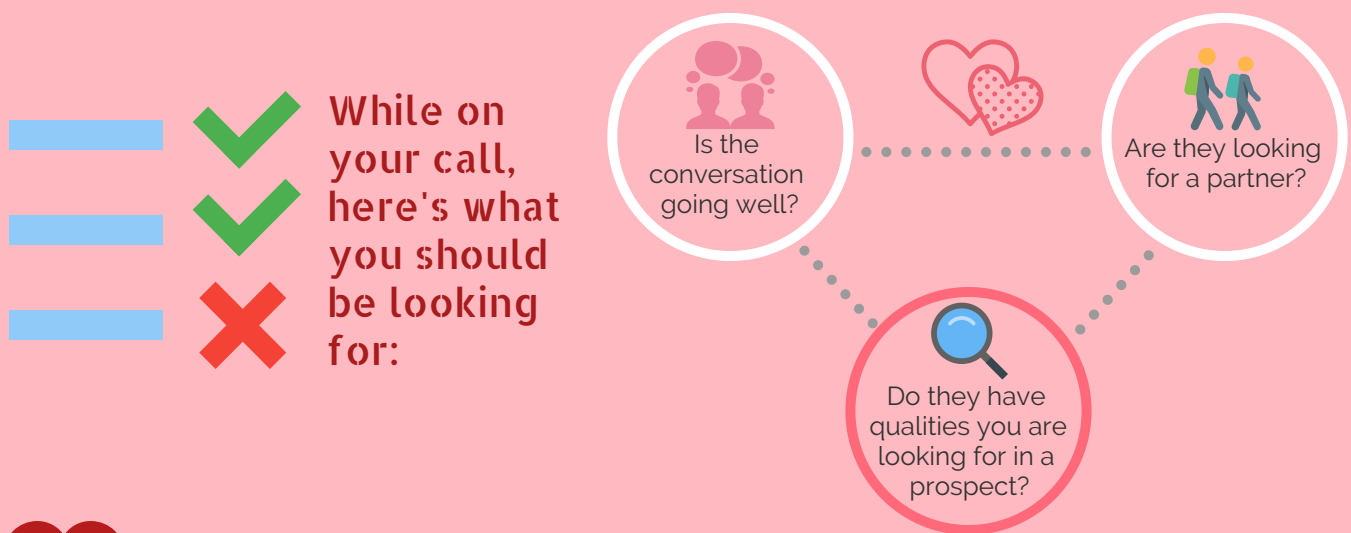 While on
your call,
here's what
you should
be looking
for:
Is the
conversation
going well?
Are they looking
for a partner?
Do they have
qualities you are
looking for in a
prospect?